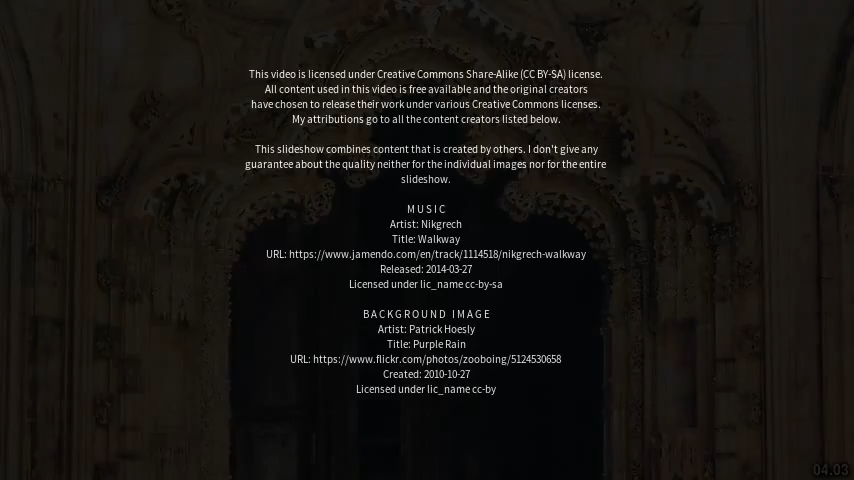 This video is licensed under Creative Commons Share-Alike (CC BY-SA) license.
All content used in this video is free available and the original creators
have chosen to release their work under various Creative Commons licenses.
My attributions go to all the content creators listed below.
This slideshow combines content that is created by others. I don't give any
guarantee about the quality neither for the individual images nor for the entire
slideshow.
MUSIC
Artist: Nikgrech
Title: Walkway
URL: https://www.jamendo.com/en/track/1114518/nikgrech-walkway
Released: 2014-03-27
Licensed under lic_name cc-by-sa
BACKGROUND IMAGE
Artist: Patrick Hoesly
Title: Purple Rain
URL: https://www.flickr.com/photos/zooboing/5124530658
Created: 2010-10-27
Licensed under lic_name cc-by
04.03